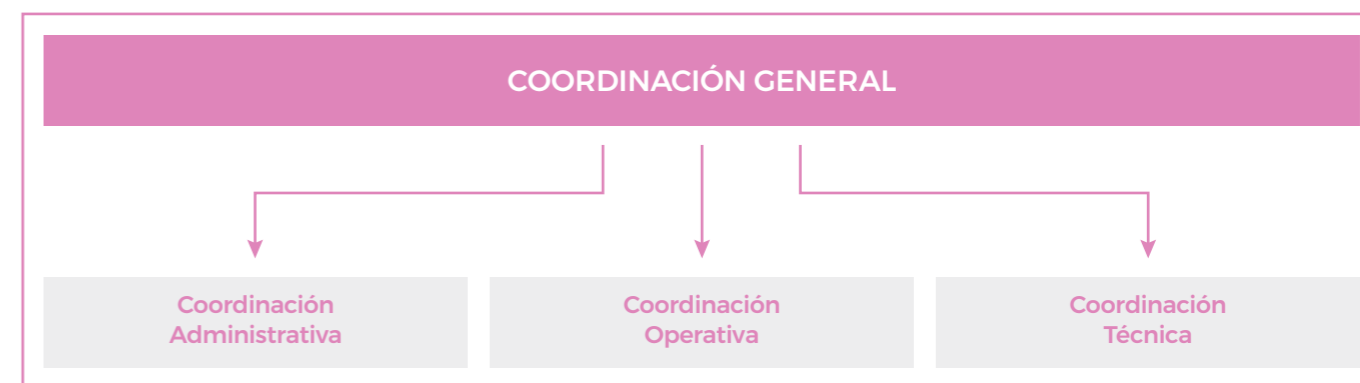 COORDINACIÓN GENERAL
Coordinación
Administrativa
Coordinación
Operativa
Coordinación
Técnica